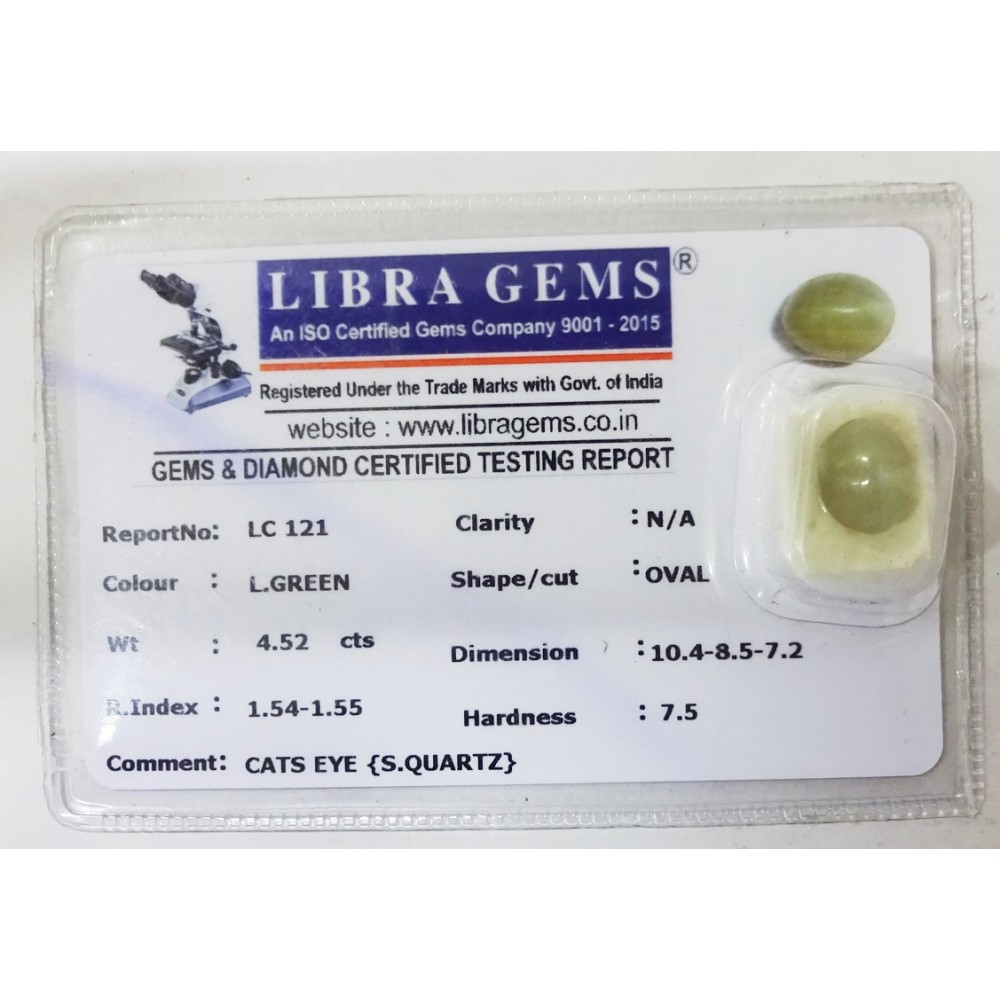 LIBRA GEMS ®
An ISO Certified Gems Company 9001 - 2015
Registered Under the Trade Marks with Govt. of India
website : www.libragems.co.in
GEMS & DIAMOND CERTIFIED TESTING REPORT
ReportNo: LC 121 Clarity : N/A
Colour : L.GREEN Shape/cut : OVAL
Wt : 4.52 cts Dimension : 10.4-8.5-7.2
R.Index : 1.54-1.55 Hardness : 7.5
Comment: CATS EYE {S.QUARTZ}